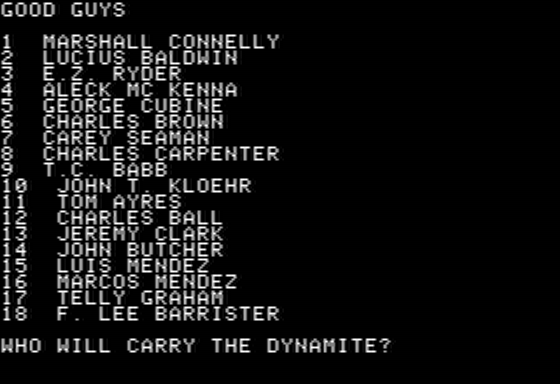 GOOD GUYS
1 MARSHALL CONNELLY
2 LUCIUS BALDWIN
3 E.Z. RYDER
4 ALECK MC KENNA
5 GEORGE CUBINE
6 CHARLES BROWN
7 CAREY SEAMAN
8 CHARLES CARPENTER
9 T.C. BABB
10 JOHN T. KLOEHR
11 TOM AYRES
12 CHARLES BALL
13 JEREMY CLARK
14 JOHN BUTCHER
15 LUIS MENDEZ
16 MARCOS MENDEZ
17 TELLY GRAHAM
18 F. LEE BARRISTER
WHO WILL CARRY THE DYNAMITE?